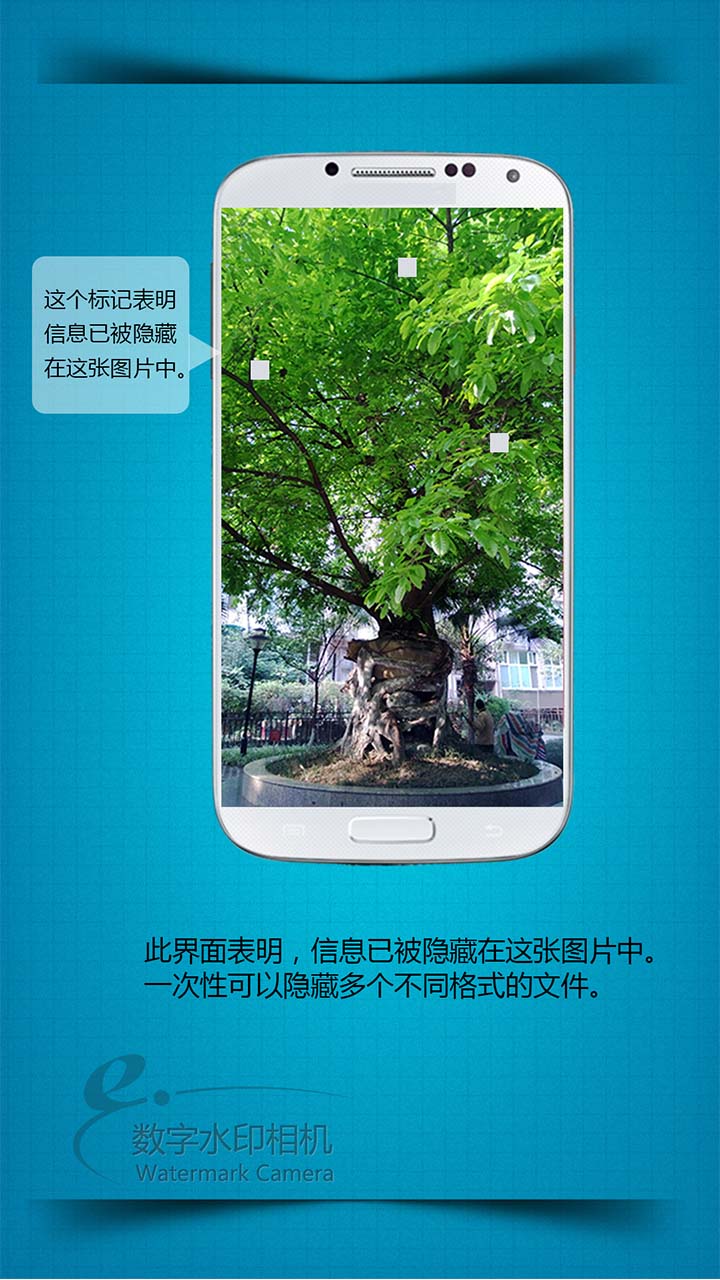 这个标记表明
信息已被隐藏
在这张图片中。
此界面表明，信息已被隐藏在这张图片中。
一次性可以隐藏多个不同格式的文件。
e.
数字水印相机
Watermark Camera